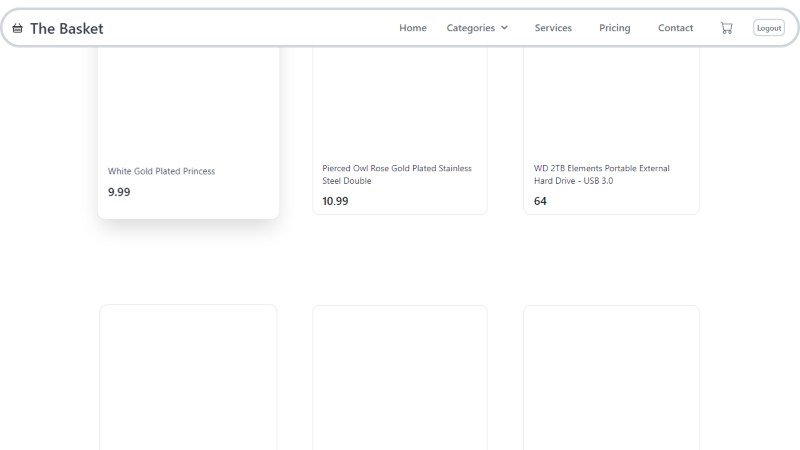 The Basket
Home
Categories
Services
Pricing
Contact
Logout
White Gold Plated Princess
9.99
Pierced Owl Rose Gold Plated Stainless
Steel Double
10.99
WD 2TB Elements Portable External
Hard Drive - USB 3.0
64